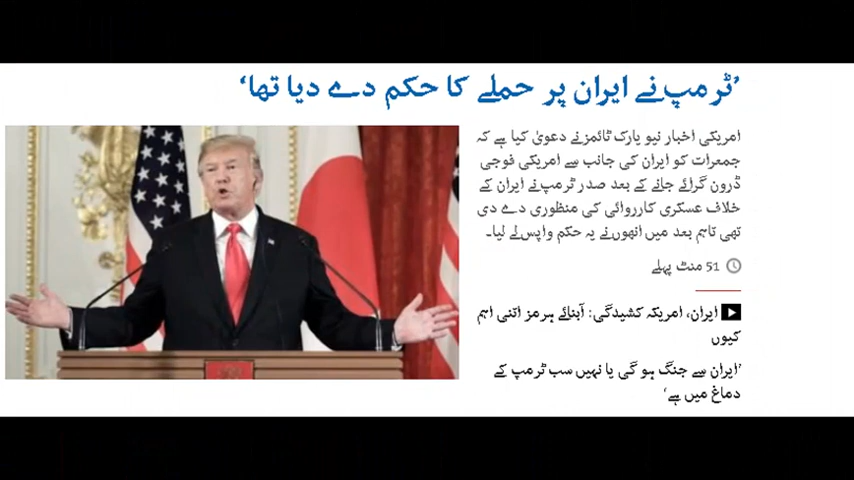 ’ٹرمپ نے ایران پر حملے کا حکم دے دیا تھا‘
امریکی اخبار نیو یارک ٹائمز نے دعویٰ کیا ہے کہ
جمعرات کو ایران کی جانب سے امریکی فوجی
ڈرون گرائے جانے کے بعد صدر ٹرمپ نے ایران کے
خلاف عسکری کارروائی کی منظوری دے دی
تھی تاہم بعد میں انھوں نے یہ حکم واپس لے لیا۔
51 منٹ پہلے
ایران، امریکہ کشیدگی: آبنائے ہرمز اتنی اہم
کیوں
’ایران سے جنگ ہو گی یا نہیں سب ٹرمپ کے
دماغ میں ہے‘